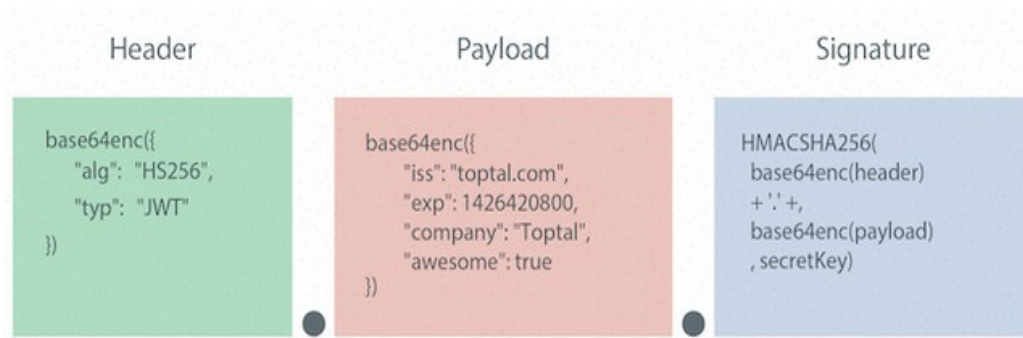 Header
base64enc({
"alg": "HS256",
"typ": "JWT"
})
Payload
base64enc({
"iss": "toptal.com",
"exp": 1426420800,
"company": "Toptal",
"awesome": true
})
Signature
HMACSHA256(
base64enc(header)
+ '.' +,
base64enc(payload)
, secretKey)